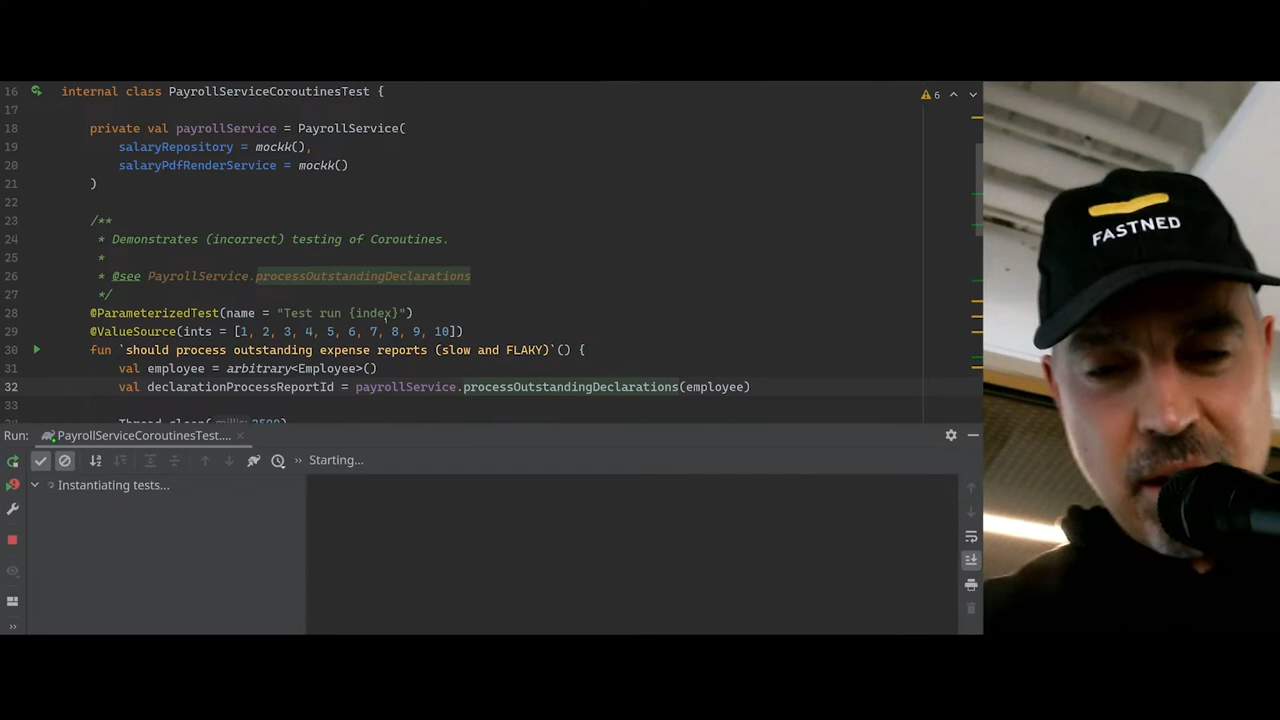 16 internal class PayrollServiceCoroutinesTest {
6
17
18 private val payrollService = PayrollService(
19 salaryRepository = mockk(),
20 salaryPdfRenderService = mockk()
21 )
22
23 /**
24 * Demonstrates (incorrect) testing of Coroutines.
25 *
26 * @see PayrollService.processOutstandingDeclarations
27 */
28 @ParameterizedTest(name = "Test run {index}")
29 @ValueSource(ints = [1, 2, 3, 4, 5, 6, 7, 8, 9, 10])
30 fun `should process outstanding expense reports (slow and FLAKY)`() {
31 val employee = arbitrary<Employee>()
32 val declarationProcessReportId = payrollService.processOutstandingDeclarations(employee)
33
Run: PayrollServiceCoroutinesTest....
Starting...
Instantiating tests...
FASTNED